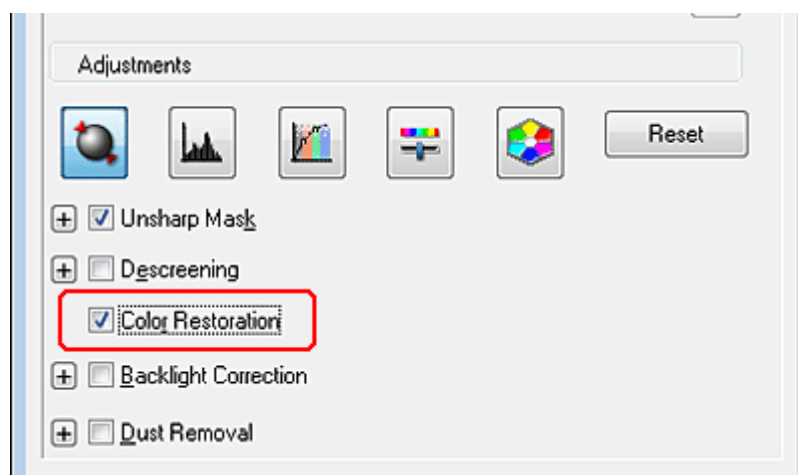 Adjustments
Reset
Unsharp Mask
Descreening
Color Restoration
Backlight Correction
Dust Removal